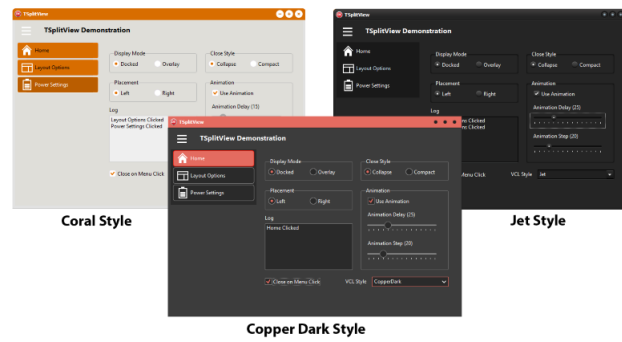 TSplitView
TSplitView Demonstration
Home
Layout Options
Power Settings
Display Mode
Docked Overlay
Close Style
Collapse Compact
Placement
Left Right
Animation
Use Animation
Log
Animation Delay (15)
Layout Options Clicked
Power Settings Clicked
Close on Menu Click
Coral Style
TSplitView
TSplitView Demonstration
Home
Layout Options
Power Settings
Display Mode
Docked Overlay
Close Style
Collapse Compact
Placement
Left Right
Animation
Use Animation
Log
Animation Delay (25)
Clicked
Clicked
Animation Step (20)
Menu Click
VCL Style Jet
Jet Style
TSplitView
TSplitView Demonstration
Home
Layout Options
Power Settings
Display Mode
Docked Overlay
Close Style
Collapse Compact
Placement
Left Right
Animation
Use Animation
Log
Animation Delay (25)
Home Clicked
Animation Step (20)
Close on Menu Click
VCL Style CopperDark
Copper Dark Style